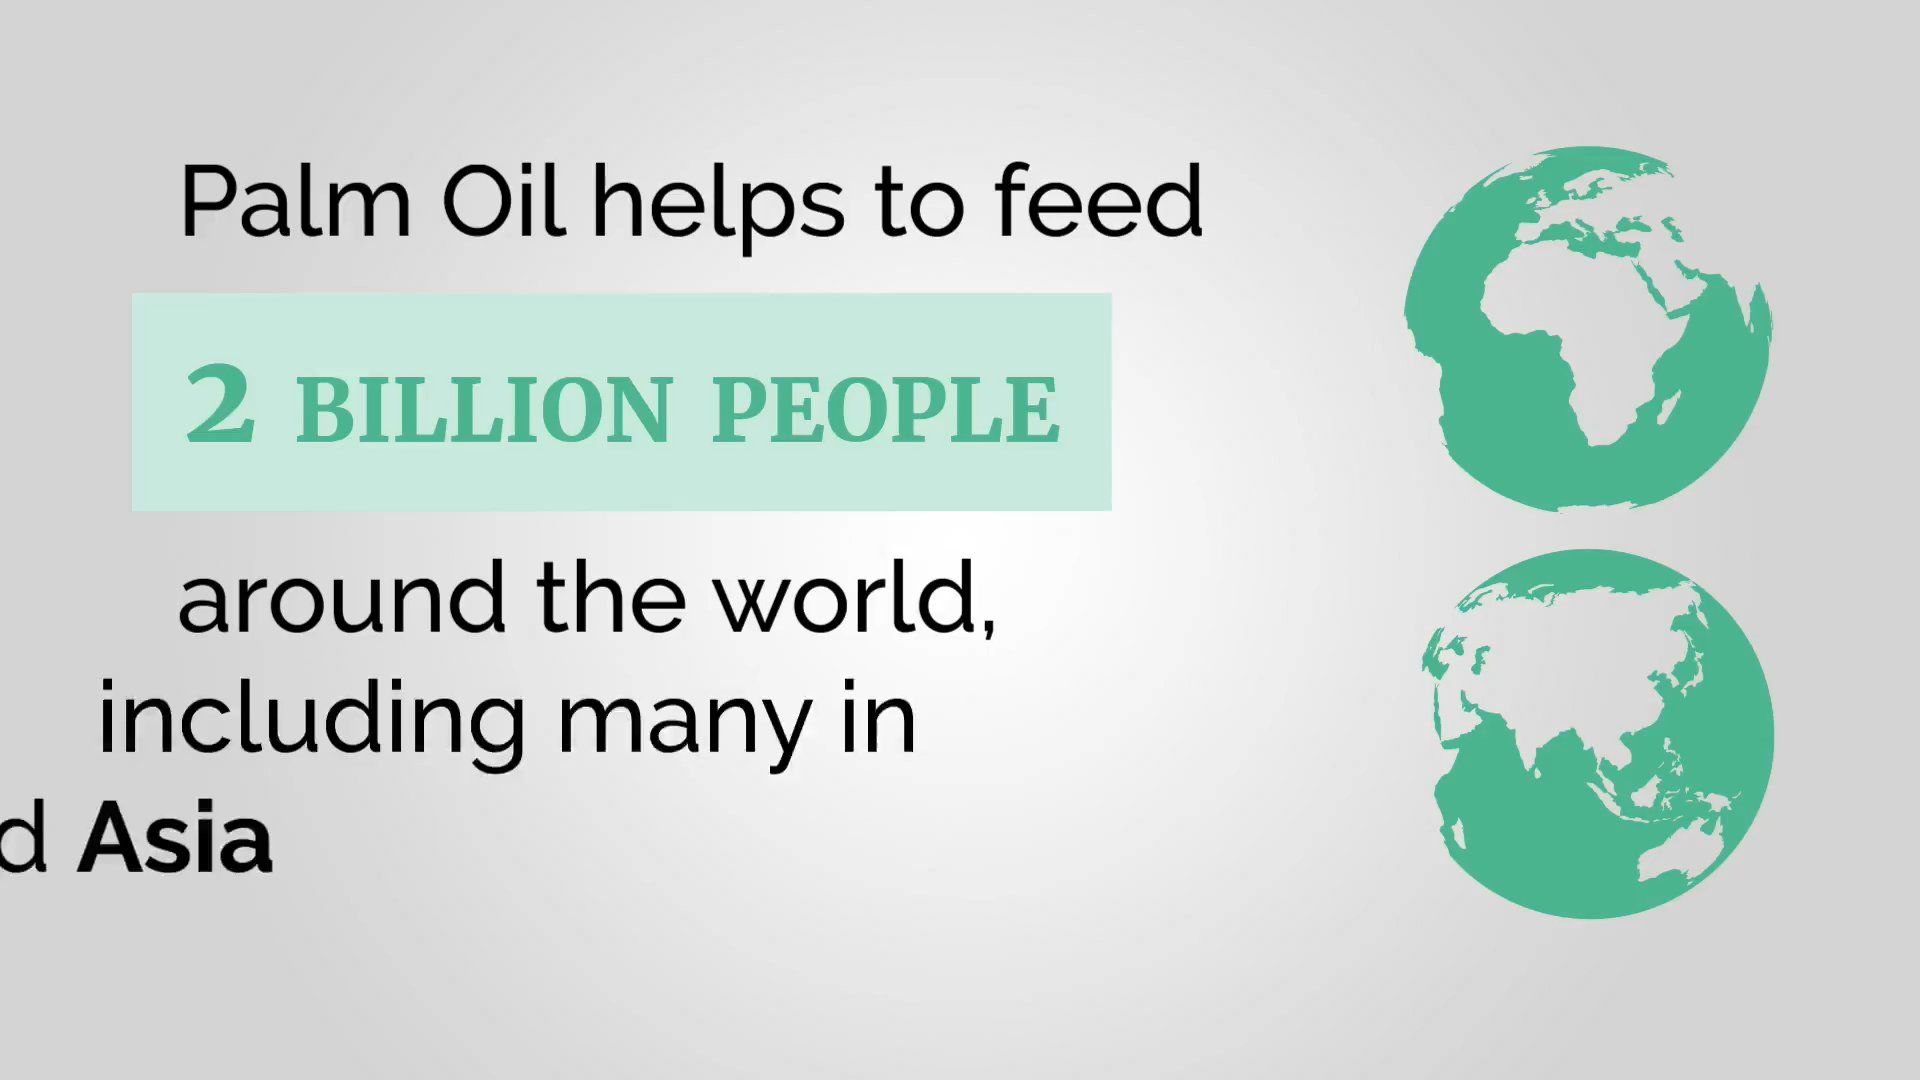 Palm Oil helps to feed
2 BILLION PEOPLE
around the world,
including many in
d Asia